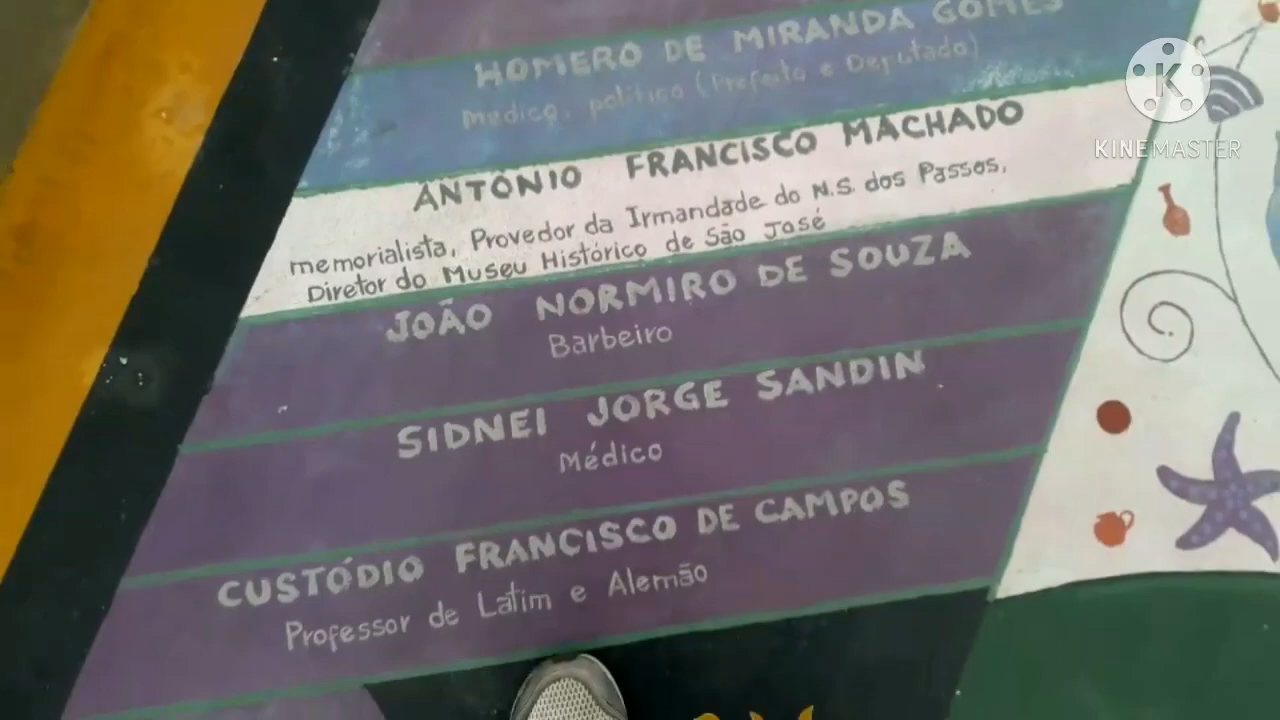 HOMERO DE MIRANDA GOMES
médico, político (Prefeito e Deputado)
ANTÔNIO FRANCISCO MACHADO
memorialista, Provedor da Irmandade do N.S. dos Passos,
Diretor do Museu Histórico de São José
JOÃO NORMIRO DE SOUZA
Barbeiro
SIDNEI JORGE SANDIN
Médico
CUSTÓDIO FRANCISCO DE CAMPOS
Professor de Latim e Alemão
K
KINEMASTER